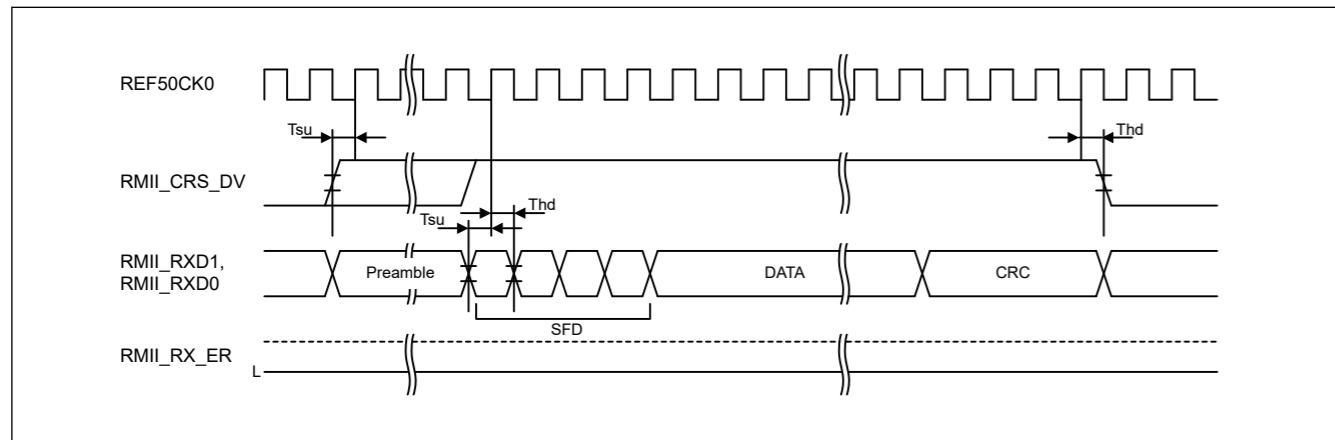 REF50CK0
Tsu
Thd
RMII_CRS_DV
Tsu
Thd
RMII_RXD1,
RMII_RXD0
Preamble
DATA
CRC
SFD
RMII_RX_ER
L